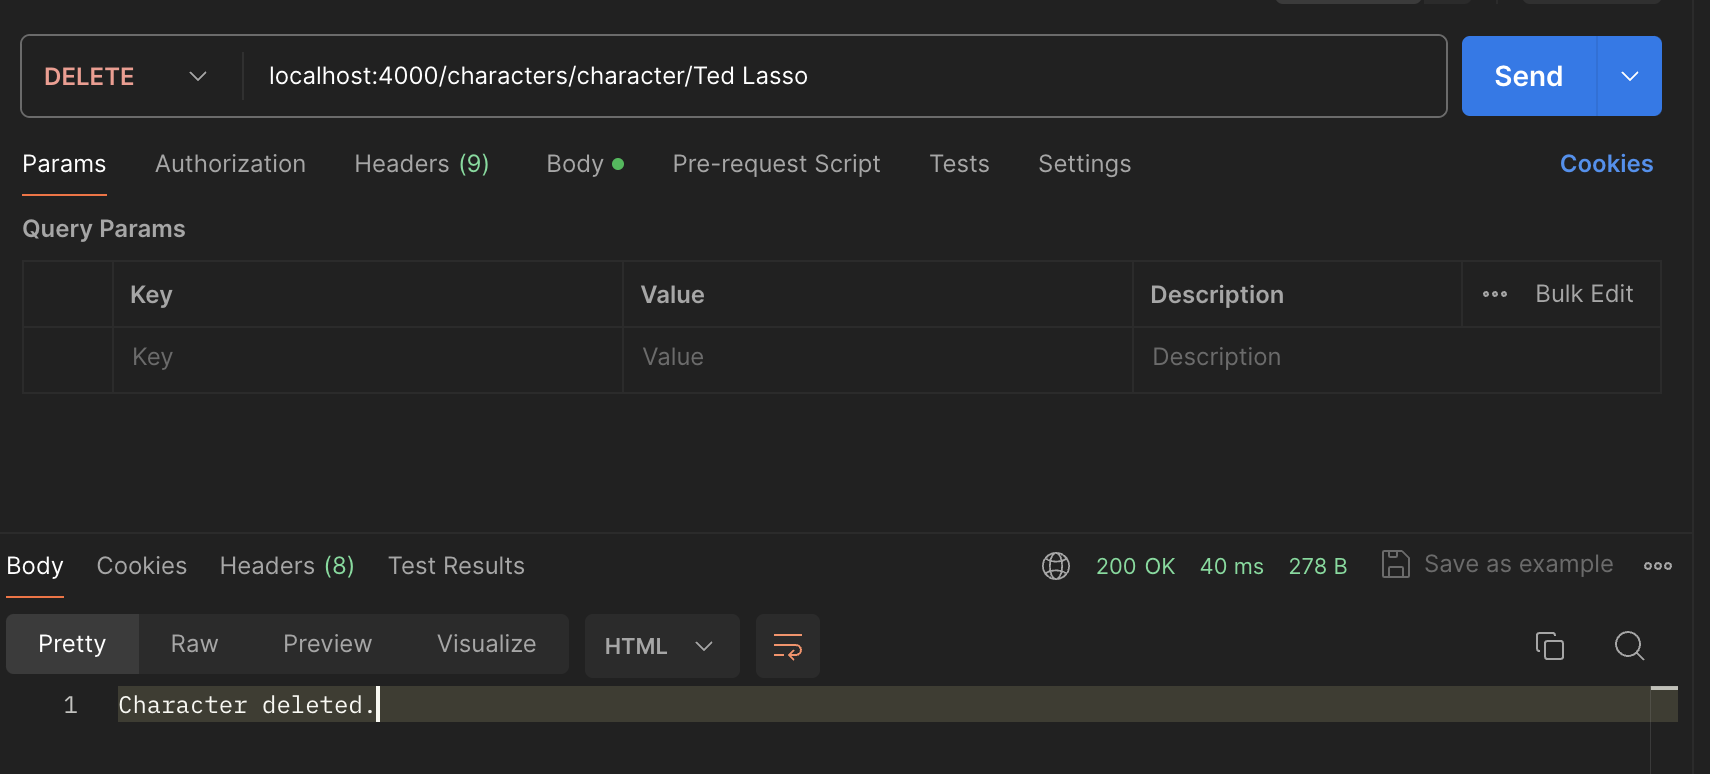 DELETE localhost:4000/characters/character/Ted Lasso Send
Params Authorization Headers (9) Body Pre-request Script Tests Settings Cookies
Query Params
Key Value Description Bulk Edit
Key Value Description
Body Cookies Headers (8) Test Results 200 OK 40 ms 278 B Save as example
Pretty Raw Preview Visualize HTML
1 Character deleted.